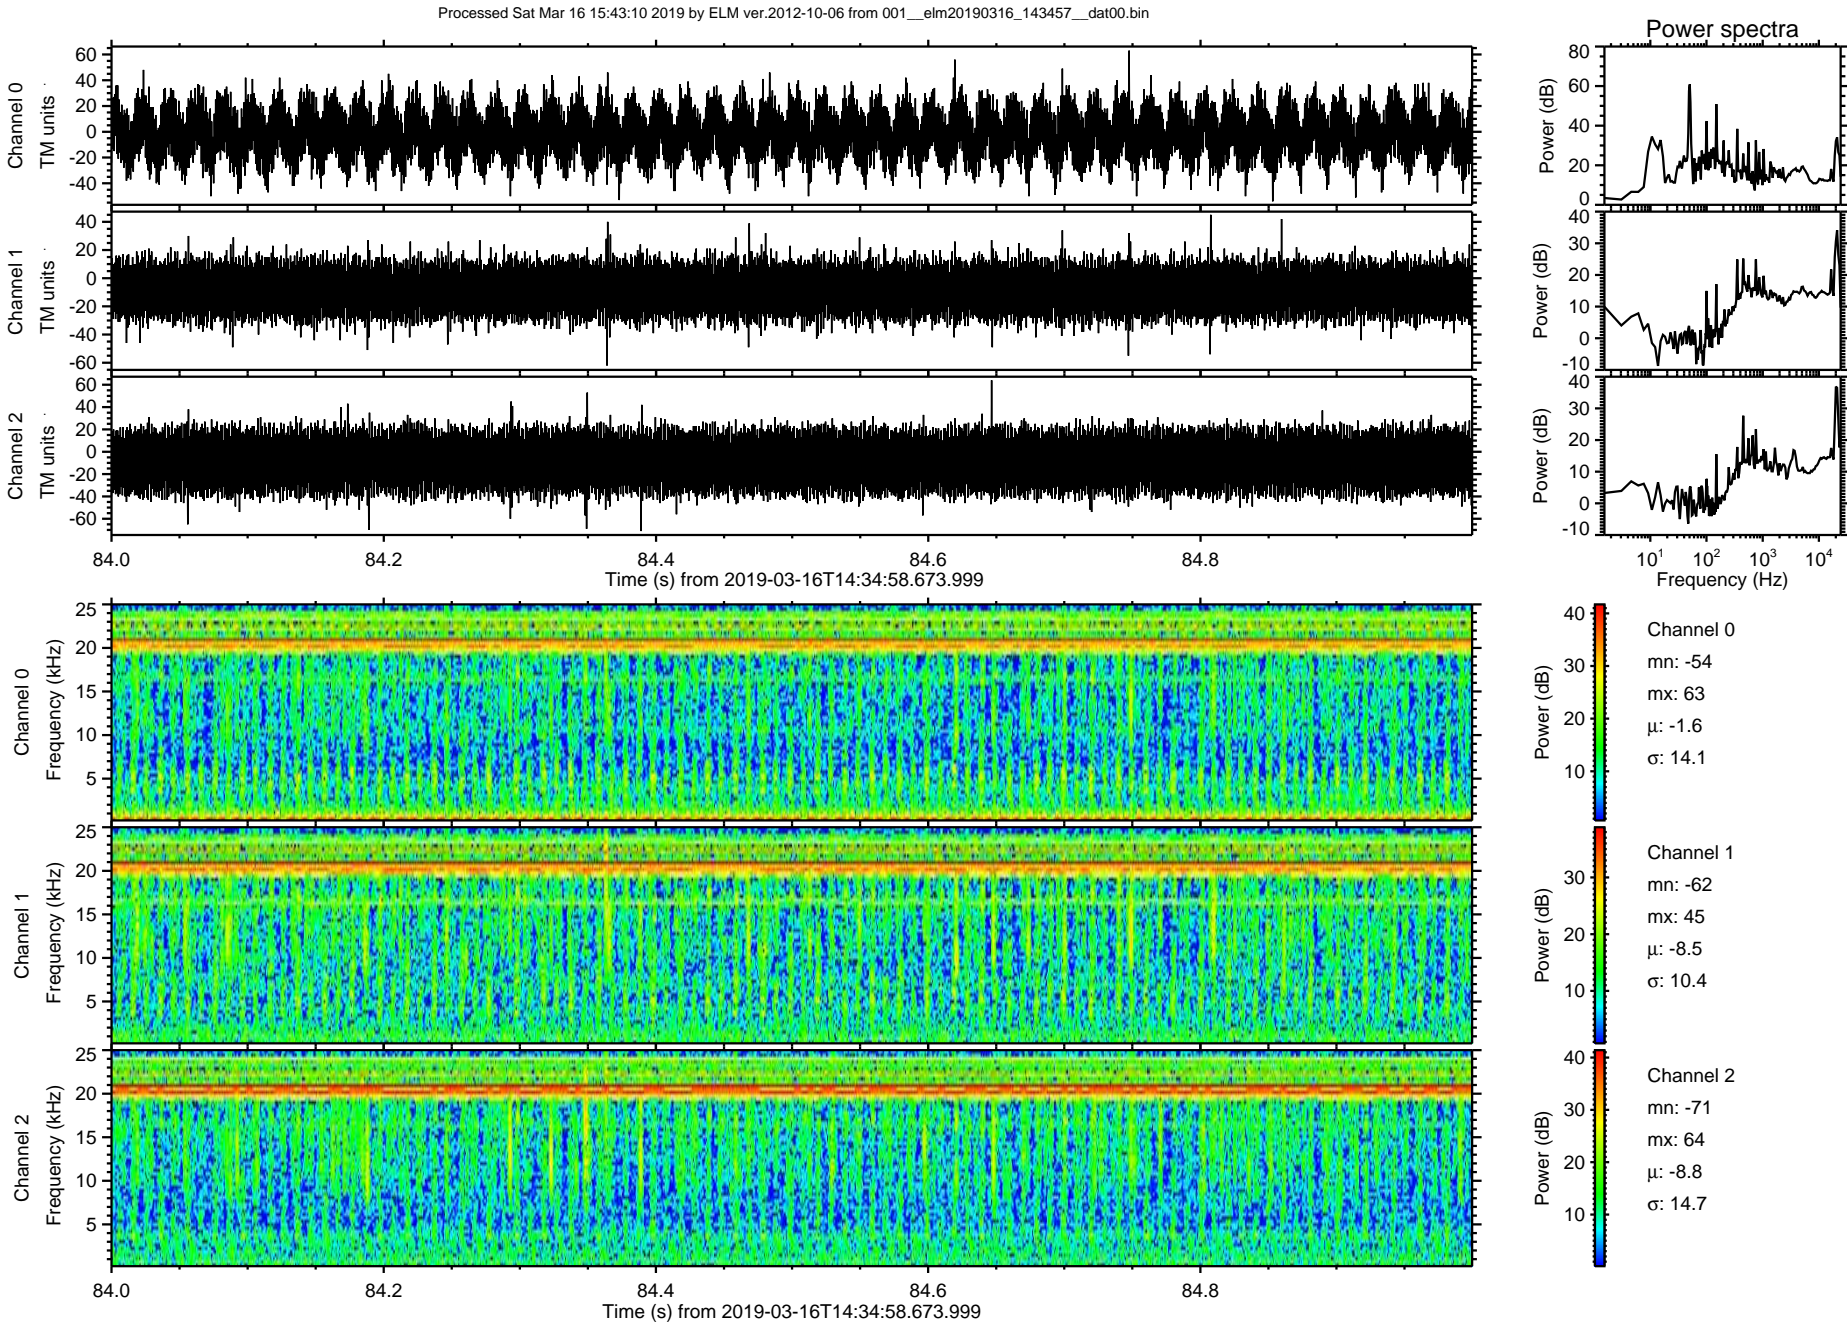 Processed Sat Mar 16 15:43:10 2019 by ELM ver.2012-10-06 from 001__elm20190316_143457__dat00.bin
Power spectra
Channel 0
TM units
60
40
20
0
-20
-40
Power (dB)
80
60
40
20
0
Channel 1
TM units
40
20
0
-20
-40
-60
Power (dB)
40
30
20
10
0
-10
Channel 2
TM units
60
40
20
0
-20
-40
-60
Power (dB)
40
30
20
10
0
-10
84.0 84.2 84.4 84.6 84.8
Time (s) from 2019-03-16T14:34:58.673.999
10¹ 10² 10³ 10⁴
Frequency (Hz)
Channel 0
Frequency (kHz)
25
20
15
10
5
Power (dB)
40
30
20
10
Channel 0
mn: -54
mx: 63
μ: -1.6
σ: 14.1
Channel 1
Frequency (kHz)
25
20
15
10
5
Power (dB)
30
20
10
Channel 1
mn: -62
mx: 45
μ: -8.5
σ: 10.4
Channel 2
Frequency (kHz)
25
20
15
10
5
Power (dB)
40
30
20
10
Channel 2
mn: -71
mx: 64
μ: -8.8
σ: 14.7
84.0 84.2 84.4 84.6 84.8
Time (s) from 2019-03-16T14:34:58.673.999